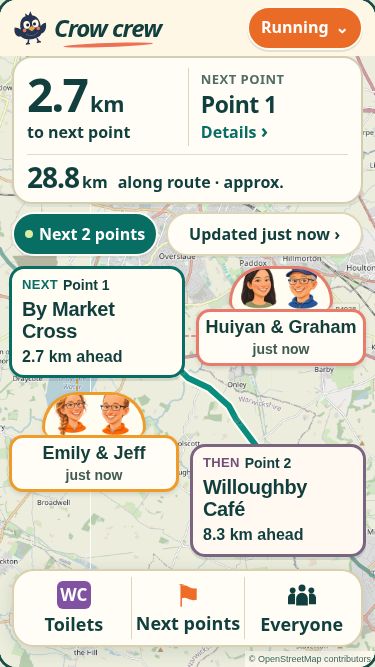 Crow crew
Running
2.7 km
to next point
NEXT POINT
Point 1
Details ›
28.8 km along route · approx.
Next 2 points
Updated just now ›
Overslade
Paddox
Hillmorton
Houlton
NEXT Point 1
By Market
Cross
2.7 km ahead
Huiyan & Graham
just now
Draycote
Onley
Barby
Warwickshire
Emily & Jeff
just now
THEN Point 2
Willoughby
Café
8.3 km ahead
Broadwell
WC
Toilets
Next points
Everyone
the Hill
© OpenStreetMap contributors